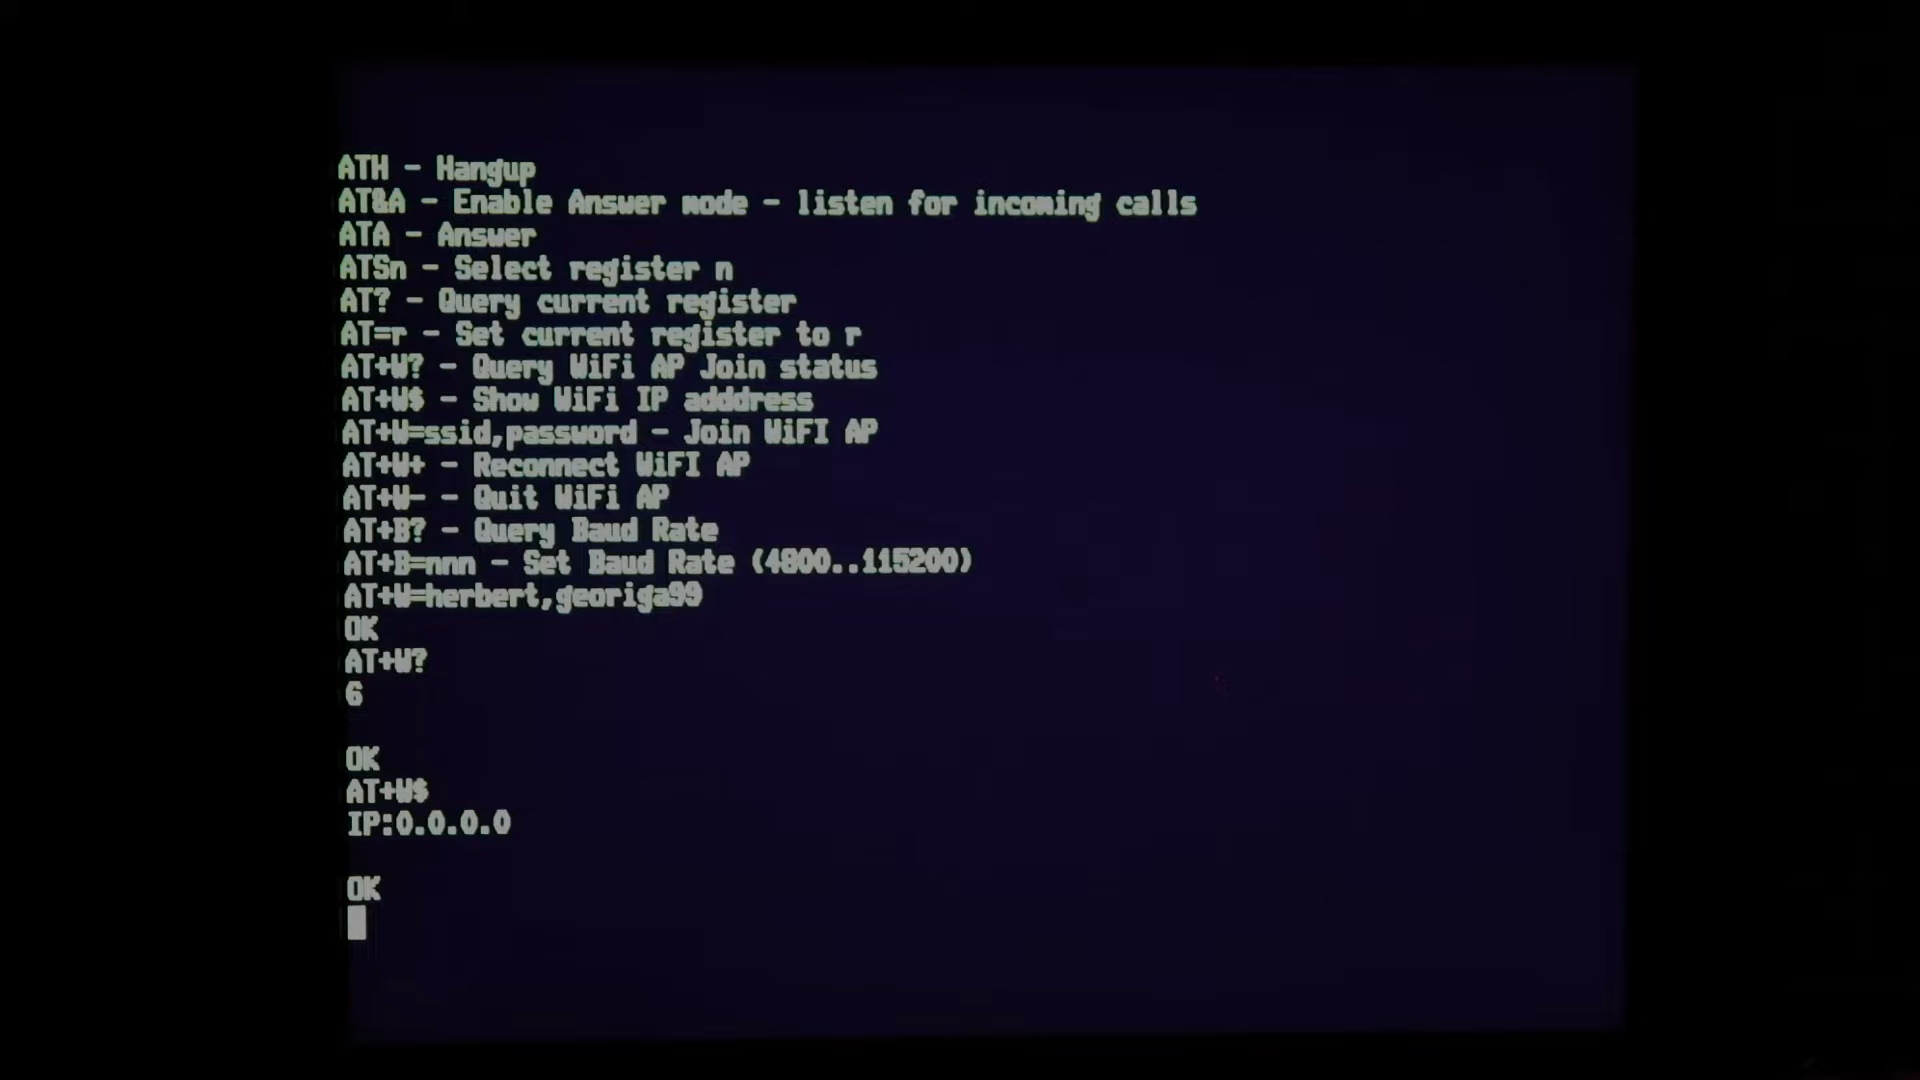 ATH - Hangup
AT&A - Enable Answer mode - listen for incoming calls
ATA - Answer
ATSn - Select register n
AT? - Query current register
AT=r - Set current register to r
AT+W? - Query WiFi AP Join status
AT+W$ - Show WiFi IP adddress
AT+W=ssid,password - Join WiFI AP
AT+W+ - Reconnect WiFI AP
AT+W- - Quit WiFi AP
AT+B? - Query Baud Rate
AT+B=nnn - Set Baud Rate (4800..115200)
AT+W=herbert,georiga99
OK
AT+W?
6
OK
AT+W$
IP:0.0.0.0
OK